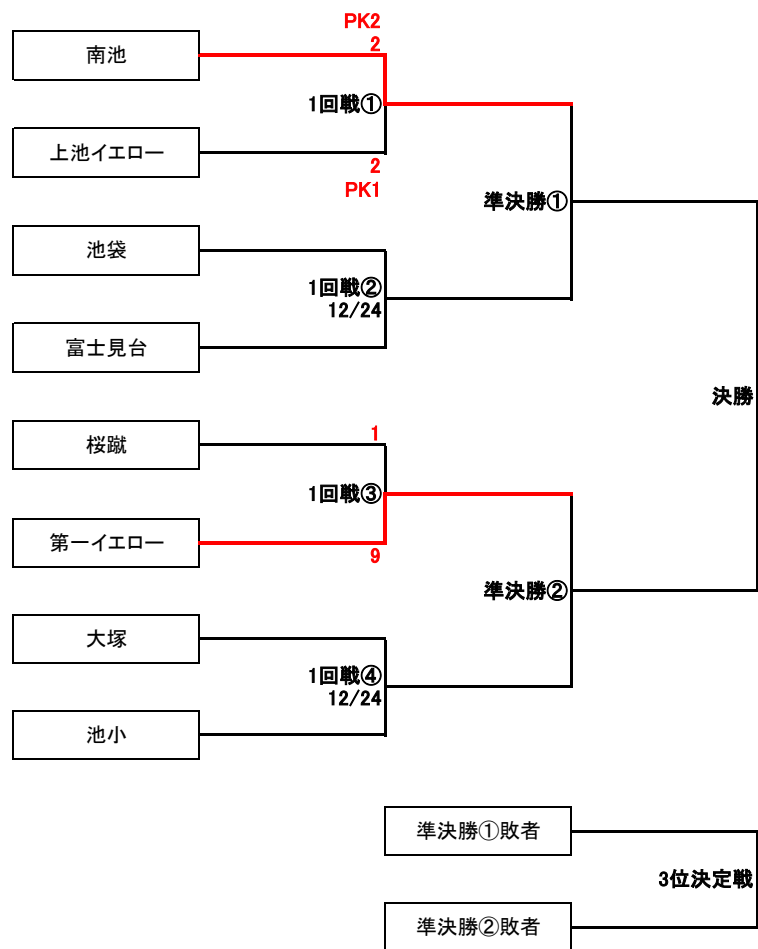 PK2
2
南池
1回戦①
上池イエロー
2
PK1
準決勝①
池袋
1回戦②
12/24
富士見台
決勝
桜蹴
1
1回戦③
第一イエロー
9
準決勝②
大塚
1回戦④
12/24
池小
準決勝①敗者
3位決定戦
準決勝②敗者